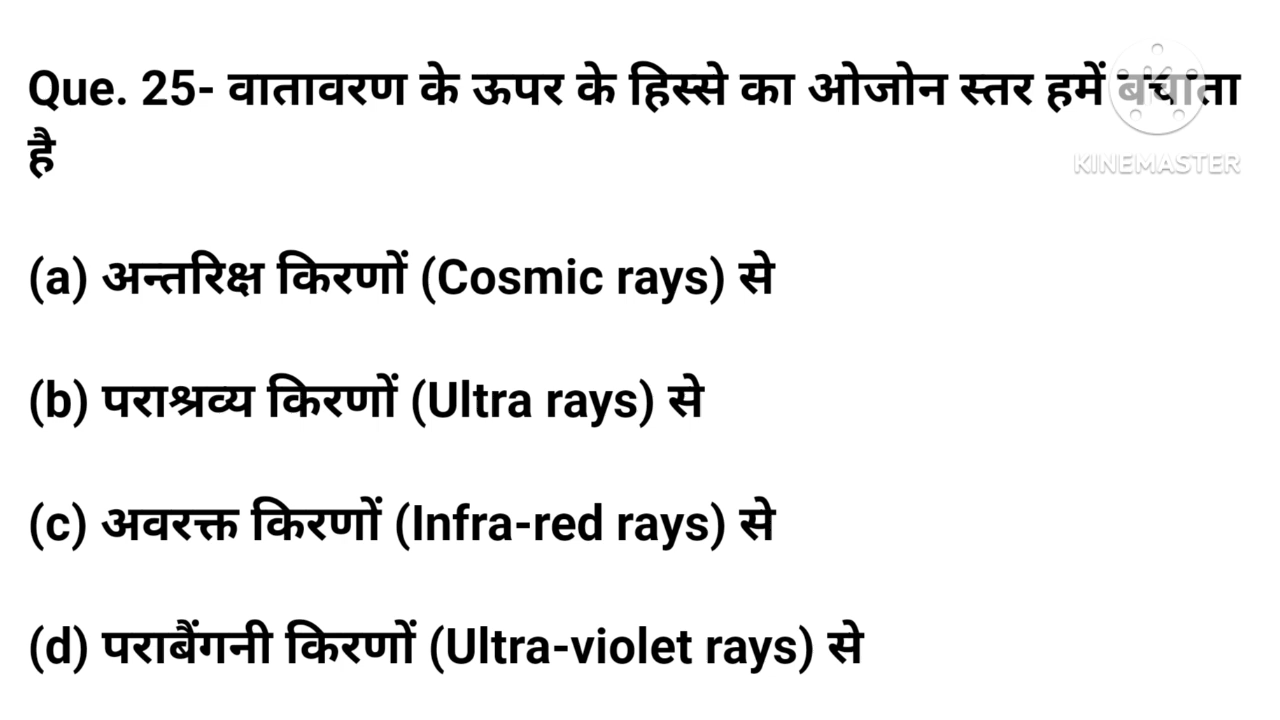 Que. 25- वातावरण के ऊपर के हिस्से का ओजोन स्तर हमें बचाता
है
KINEMASTER
(a) अन्तरिक्ष किरणों (Cosmic rays) से
(b) पराश्रव्य किरणों (Ultra rays) से
(c) अवरक्त किरणों (Infra-red rays) से
(d) पराबैंगनी किरणों (Ultra-violet rays) से